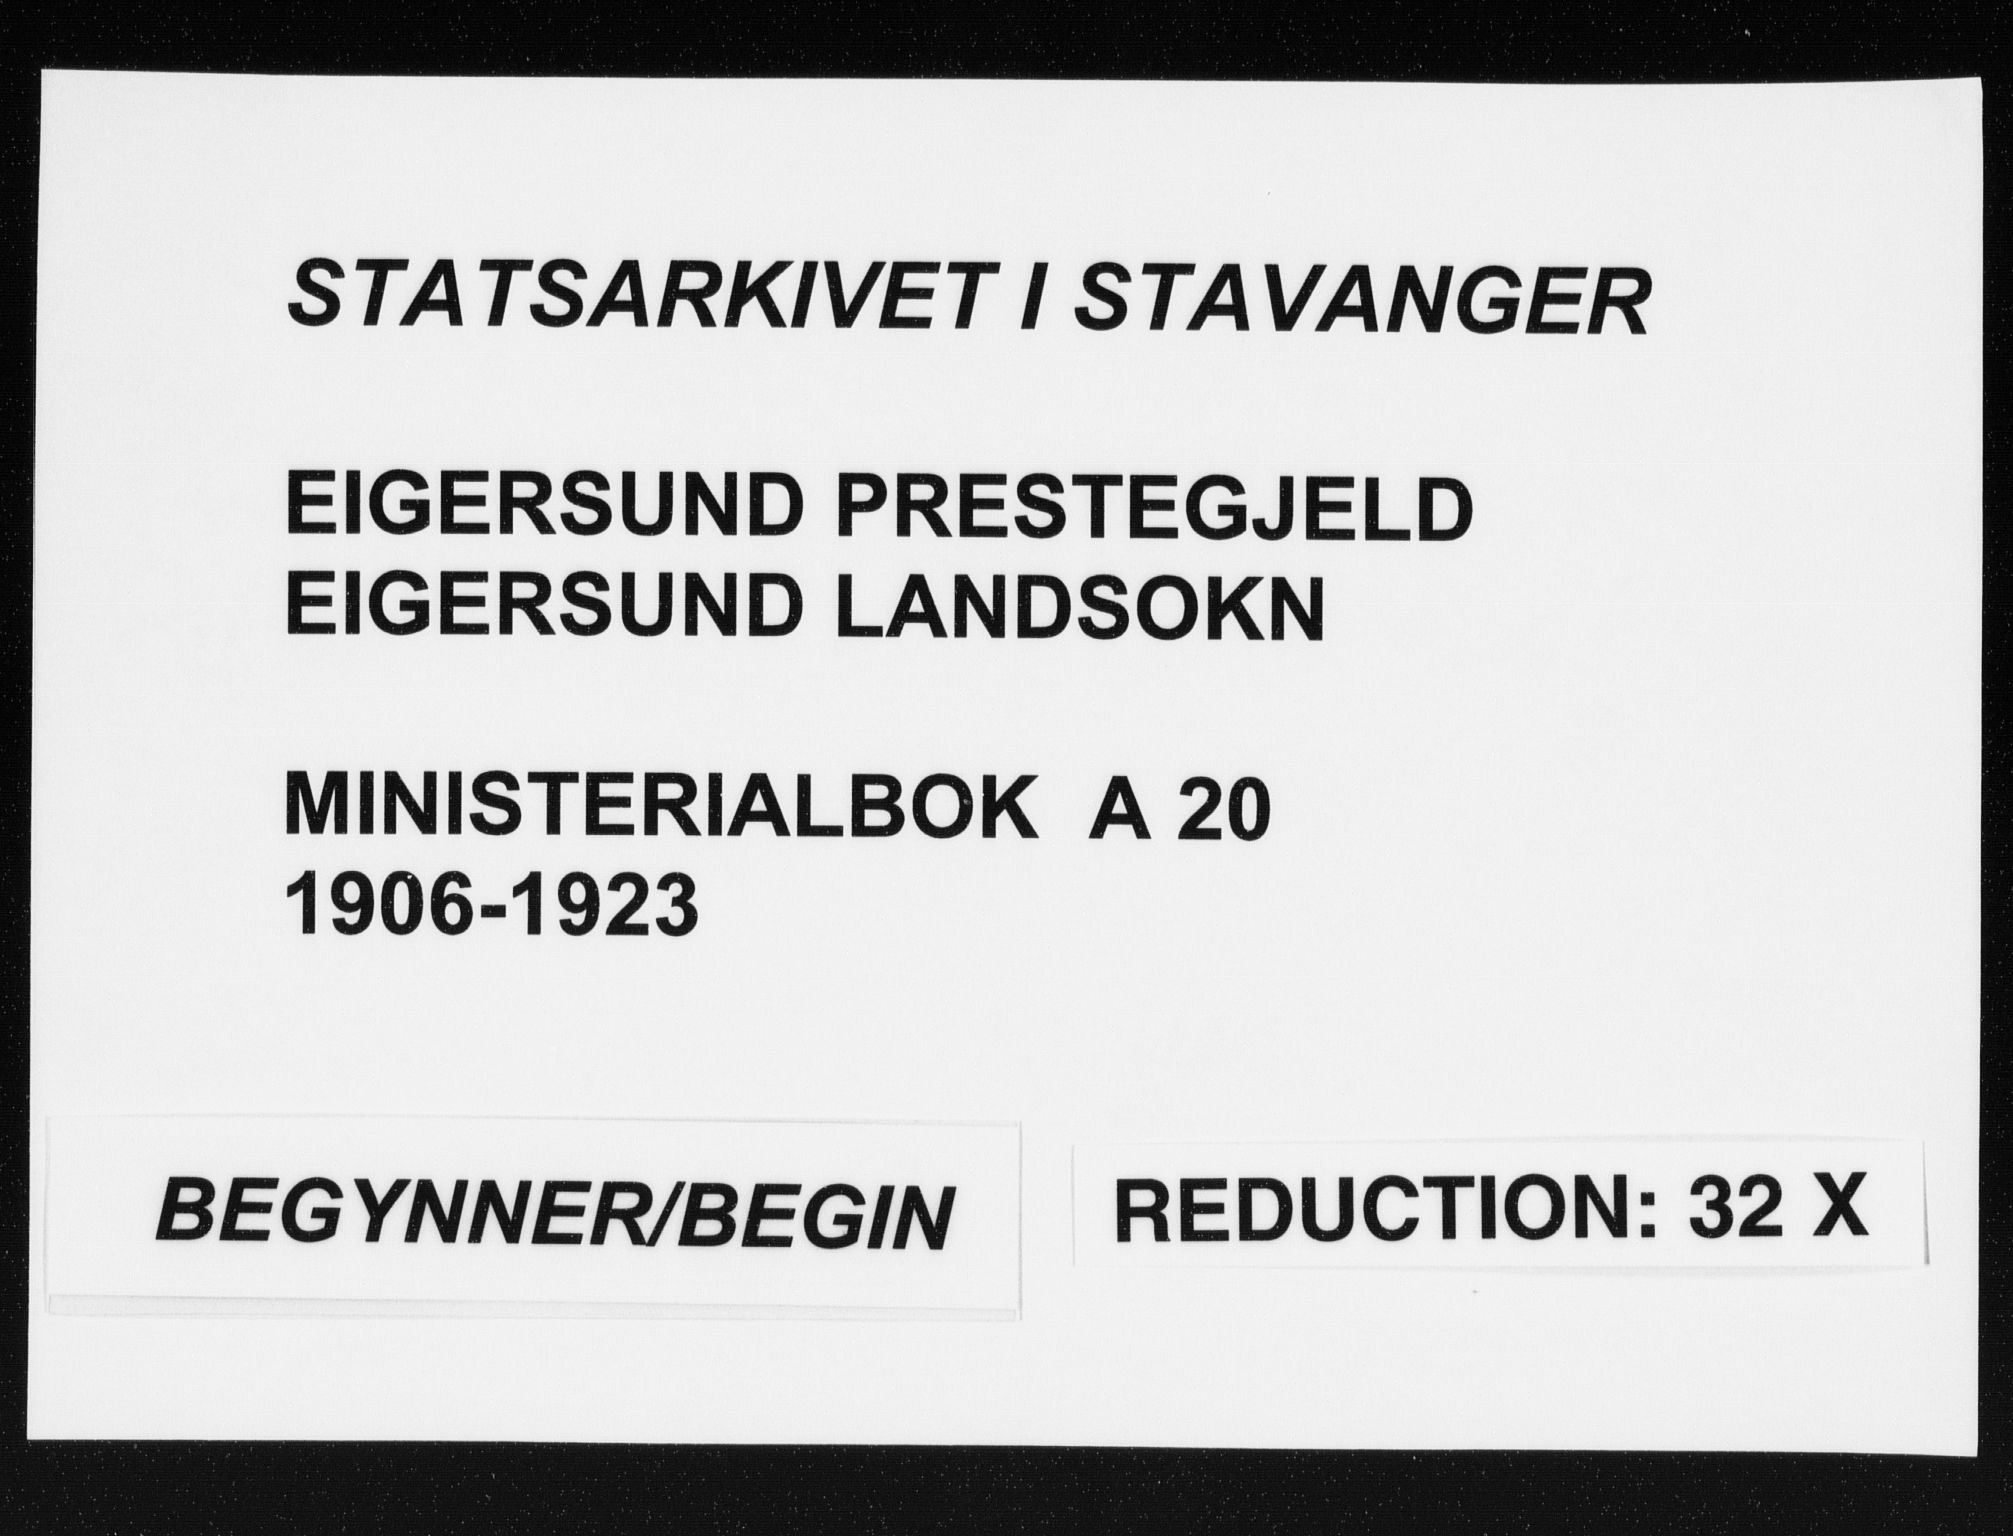 STATSARKIVET I STAVANGER
EIGERSUND PRESTEGJELD
EIGERSUND LANDSOKN
MINISTERIALBOK A 20
1906-1923
BEGYNNER/BEGIN
REDUCTION: 32 X